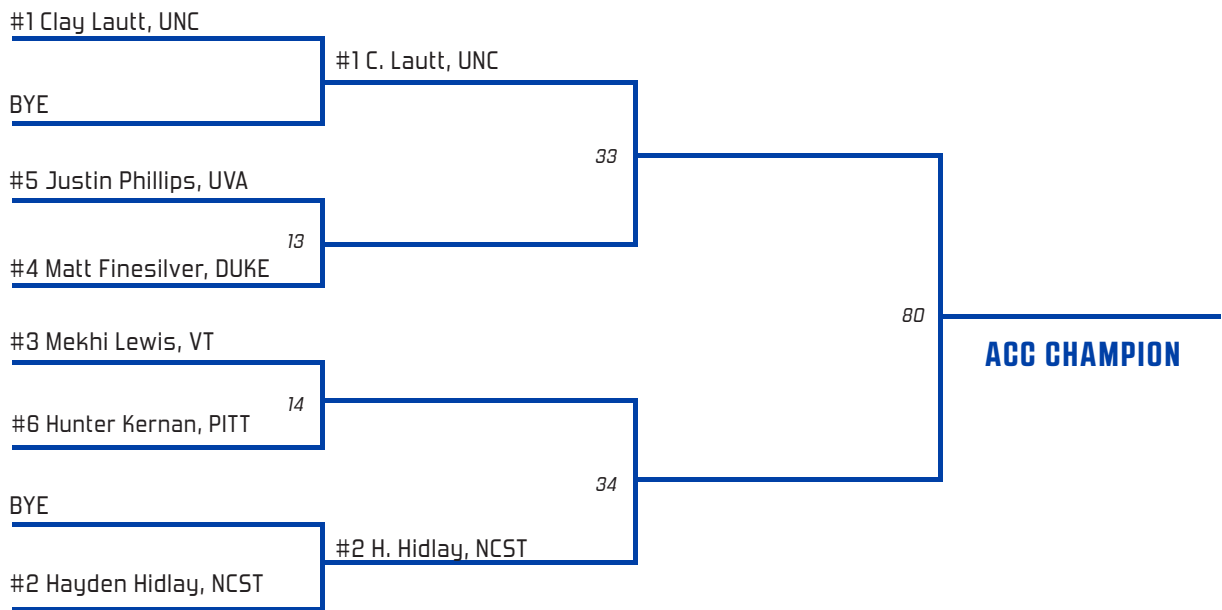 #1 Clay Lautt, UNC
#1 C. Lautt, UNC
BYE
33
#5 Justin Phillips, UVA
13
#4 Matt Finesilver, DUKE
80
#3 Mekhi Lewis, VT
ACC CHAMPION
14
#6 Hunter Kernan, PITT
34
BYE
#2 H. Hidlay, NCST
#2 Hayden Hidlay, NCST